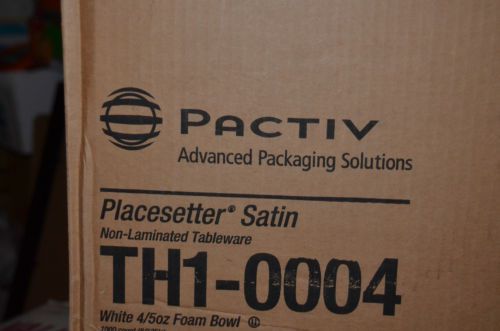 PACTIV
Advanced Packaging Solutions
Placesetter® Satin
Non-Laminated Tableware
TH1-0004
White 4/5oz Foam Bowl